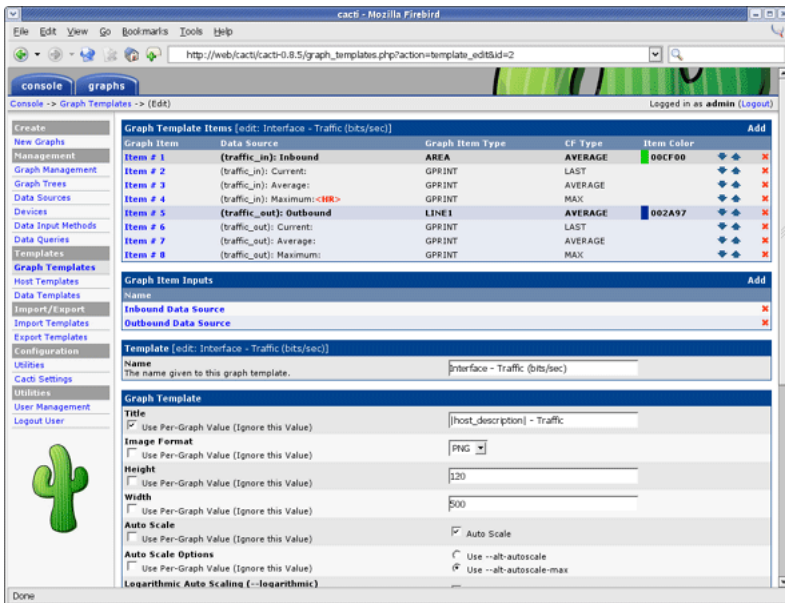 cacti - Mozilla Firebird
File Edit View Go Bookmarks Tools Help
http://web/cacti/cacti-0.8.5/graph_templates.php?action=template_edit&id=2
console graphs
Console -> Graph Templates -> (Edit) Logged in as admin (Logout)
Create
New Graphs
Management
Graph Management
Graph Trees
Data Sources
Devices
Data Input Methods
Data Queries
Templates
Graph Templates
Host Templates
Data Templates
Import/Export
Import Templates
Export Templates
Configuration
Utilities
Cacti Settings
Utilities
User Management
Logout User
Graph Template Items [edit: Interface - Traffic (bits/sec)] Add
Graph Item Data Source Graph Item Type CF Type Item Color
Item # 1 (traffic_in): Inbound AREA AVERAGE 00CF00
Item # 2 (traffic_in): Current: GPRINT LAST
Item # 3 (traffic_in): Average: GPRINT AVERAGE
Item # 4 (traffic_in): Maximum:<HR> GPRINT MAX
Item # 5 (traffic_out): Outbound LINE1 AVERAGE 002A97
Item # 6 (traffic_out): Current: GPRINT LAST
Item # 7 (traffic_out): Average: GPRINT AVERAGE
Item # 8 (traffic_out): Maximum: GPRINT MAX
Graph Item Inputs Add
Name
Inbound Data Source
Outbound Data Source
Template [edit: Interface - Traffic (bits/sec)]
Name
The name given to this graph template. Interface - Traffic (bits/sec)
Graph Template
Title
Use Per-Graph Value (Ignore this Value) |host_description| - Traffic
Image Format
Use Per-Graph Value (Ignore this Value) PNG
Height
Use Per-Graph Value (Ignore this Value) 120
Width
Use Per-Graph Value (Ignore this Value) 500
Auto Scale
Use Per-Graph Value (Ignore this Value) Auto Scale
Auto Scale Options Use --alt-autoscale
Use Per-Graph Value (Ignore this Value) Use --alt-autoscale-max
Logarithmic Auto Scaling (--logarithmic)
Done